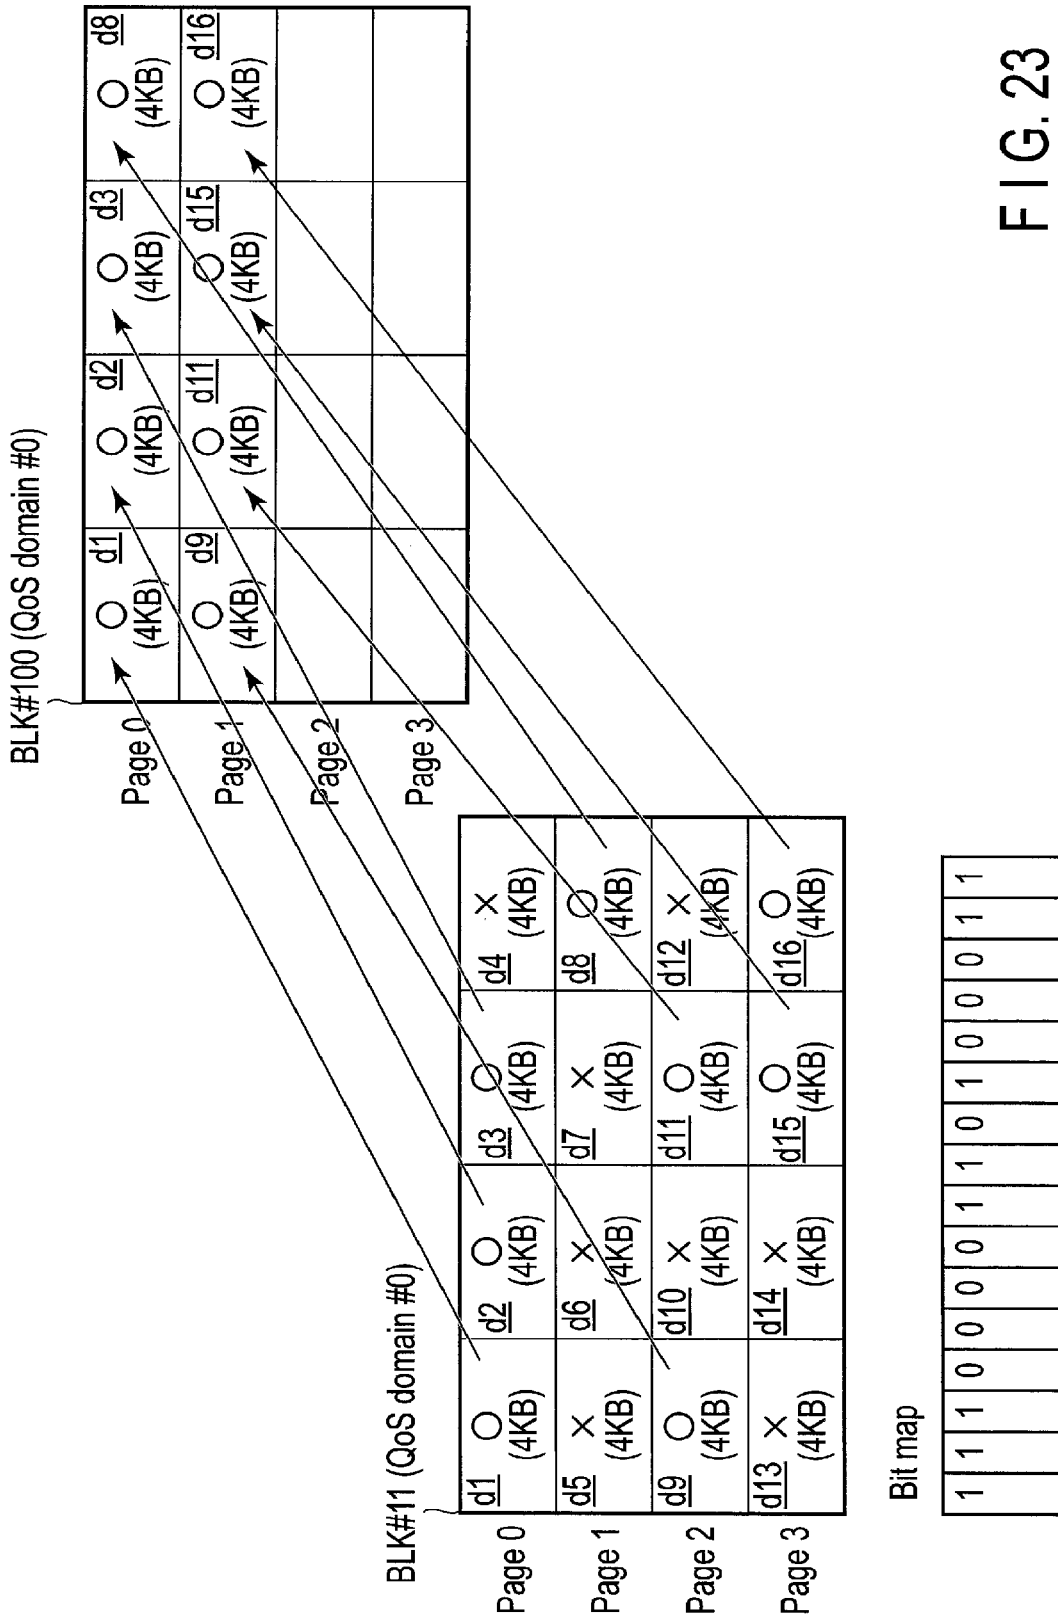 BLK#100 (QoS domain #0)
Page 0
d1 ○ (4KB)
d2 ○ (4KB)
d3 ○ (4KB)
d8 ○ (4KB)
Page 1
d9 ○ (4KB)
d11 ○ (4KB)
d15 ○ (4KB)
d16 ○ (4KB)
Page 2
Page 3
BLK#11 (QoS domain #0)
Page 0
d1 ○ (4KB)
d2 ○ (4KB)
d3 ○ (4KB)
d4 × (4KB)
Page 1
d5 × (4KB)
d6 × (4KB)
d7 × (4KB)
d8 ○ (4KB)
Page 2
d9 ○ (4KB)
d10 × (4KB)
d11 ○ (4KB)
d12 × (4KB)
Page 3
d13 × (4KB)
d14 × (4KB)
d15 ○ (4KB)
d16 ○ (4KB)
Bit map
1 1 1 0 0 0 0 1 1 0 1 0 0 0 1 1
FIG. 23